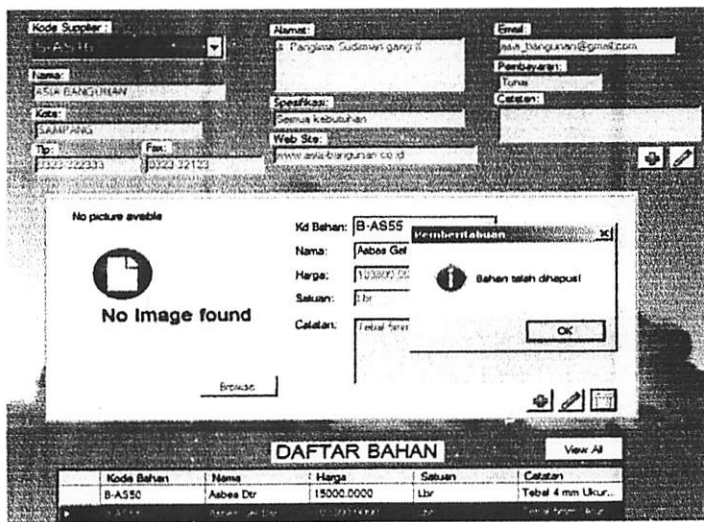 Kode Supplier :
Nama:
ASIA BANGUNAN
Kota:
SAMPANG
Tlp:
Fax:
0323 322333
0323 32123
Alamat:
Jl. Panglima Sudirman gang II
Spesifikasi:
Semua kebutuhan
Web Site:
www.asia-bangunan.co.id
Email:
asia_bangunan@gmail.com
Pembayaran:
Tunai
Catatan:
No picture avaible
No Image found
Browse
Kd Bahan: B-AS55
Nama: Asbes Gel
Harga:
Satuan: Lbr
Catatan: Tebal 5mm
Pemberitahuan
Bahan telah dihapus!
OK
DAFTAR BAHAN
View All
Kode Bahan Nama Harga Satuan Catatan
B-AS50 Asbes Dtr 15000.0000 Lbr Tebal 4 mm Ukur...